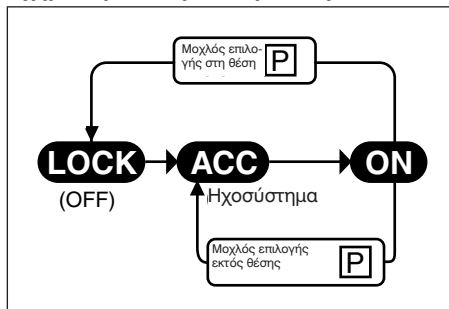 Μοχλός επιλο-
γής στη θέση P
LOCK ACC ON
(OFF) Ηχοσύστημα
Μοχλός επιλογής
εκτός θέσης P